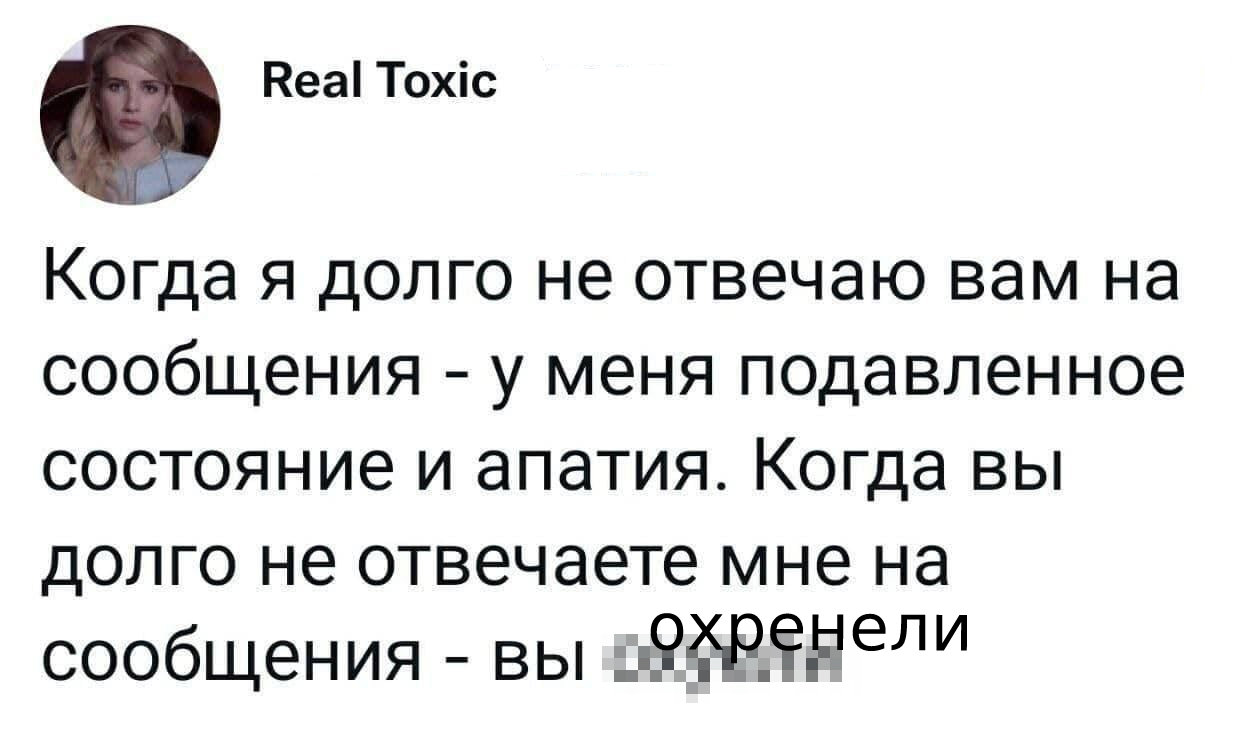 Real Toxic
Когда я долго не отвечаю вам на
сообщения - у меня подавленное
состояние и апатия. Когда вы
долго не отвечаете мне на
сообщения - вы охренели